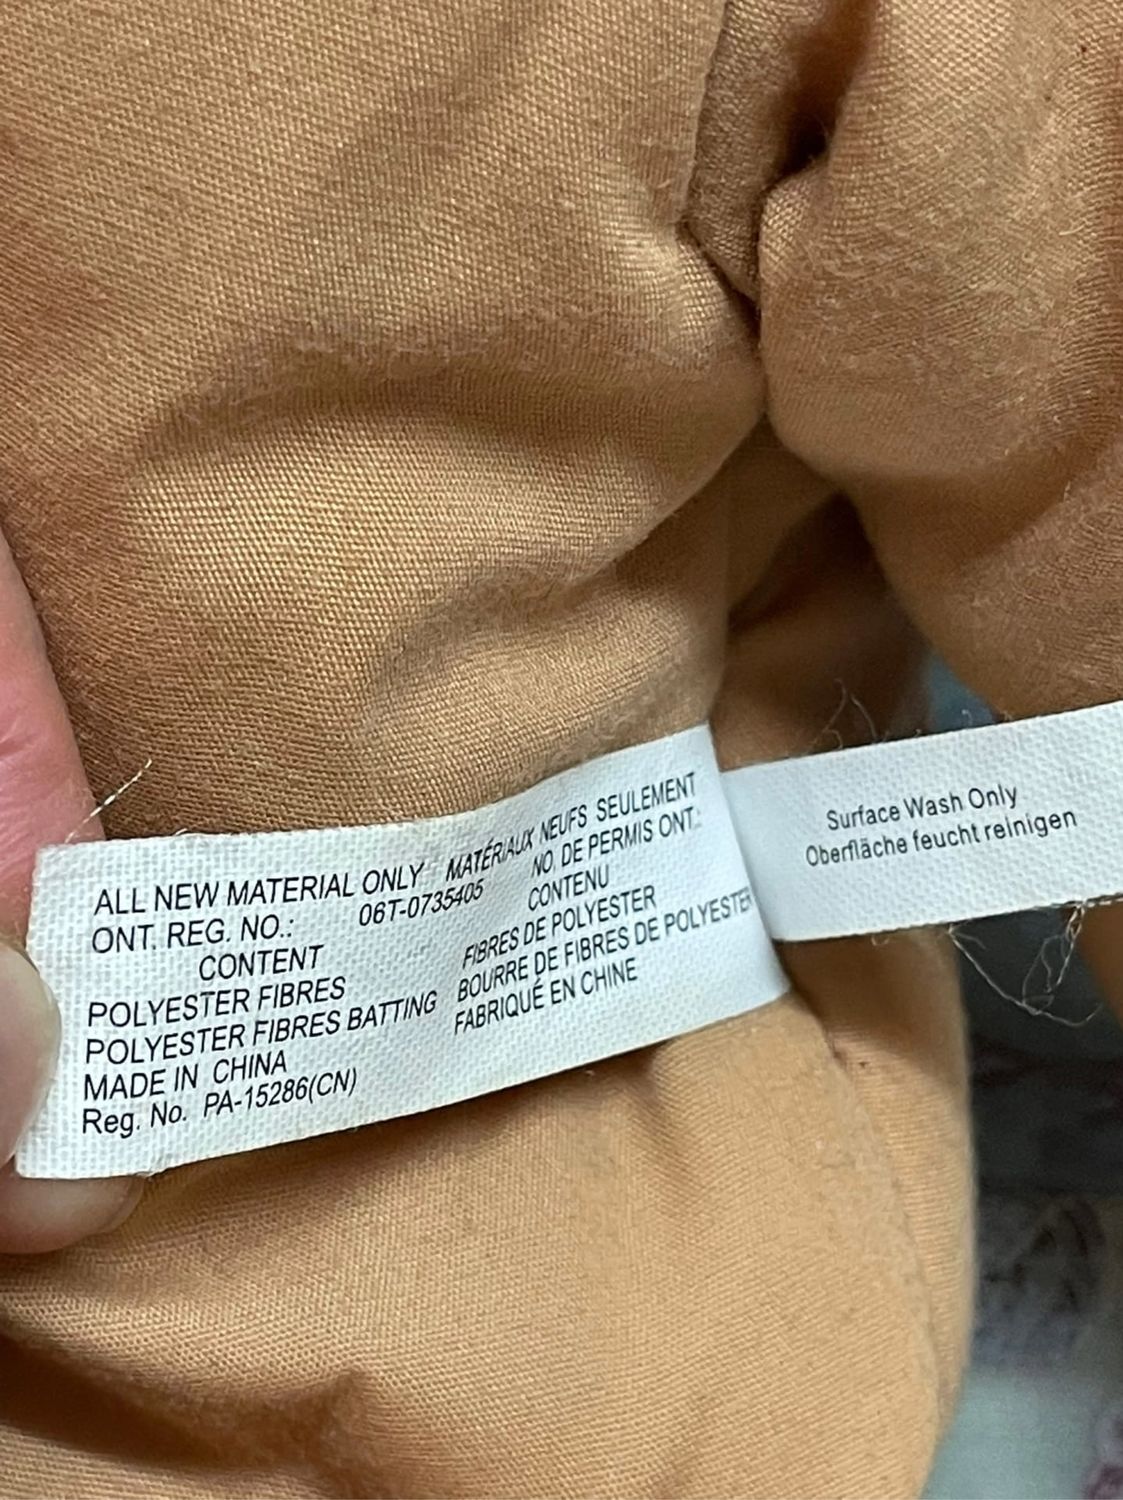 ALL NEW MATERIAL ONLY MATÉRIAUX NEUFS SEULEMENT
ONT. REG. NO.: 06T-0735405 NO. DE PERMIS ONT.:
CONTENT CONTENU
POLYESTER FIBRES FIBRES DE POLYESTER
POLYESTER FIBRES BATTING BOURRE DE FIBRES DE POLYESTER
MADE IN CHINA FABRIQUÉ EN CHINE
Reg. No. PA-15286(CN)
Surface Wash Only
Oberfläche feucht reinigen